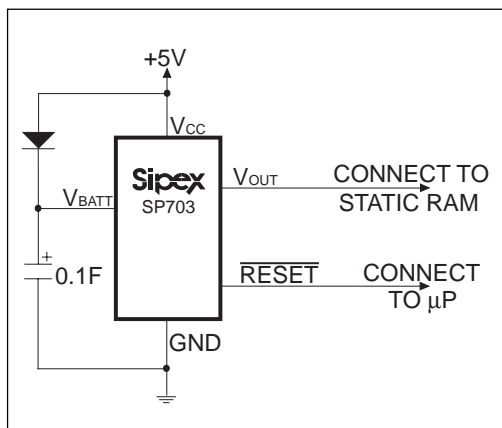 +5V
VCC
Sipex
SP703
VBATT
VOUT
CONNECT TO
STATIC RAM
+
0.1F
RESET
CONNECT
TO μP
GND